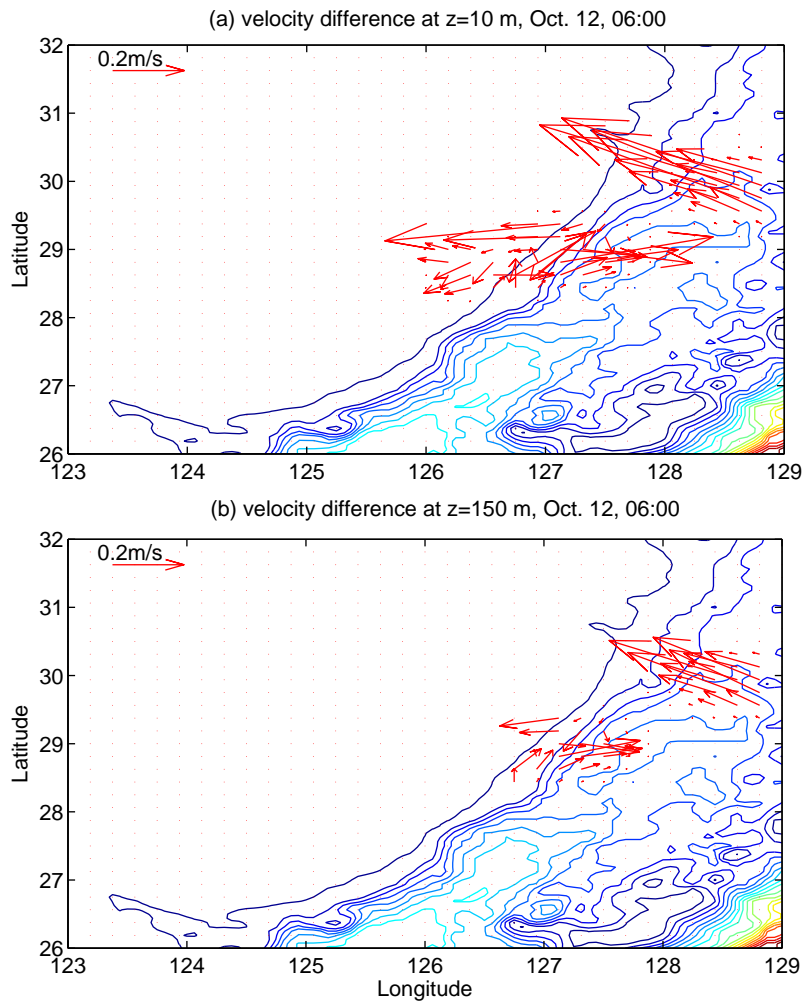 (a) velocity difference at z=10 m, Oct. 12, 06:00
32
0.2m/s
31
30
29
28
27
26
Latitude
123 124 125 126 127 128 129
(b) velocity difference at z=150 m, Oct. 12, 06:00
32
0.2m/s
31
30
29
28
27
26
Latitude
123 124 125 126 127 128 129
Longitude